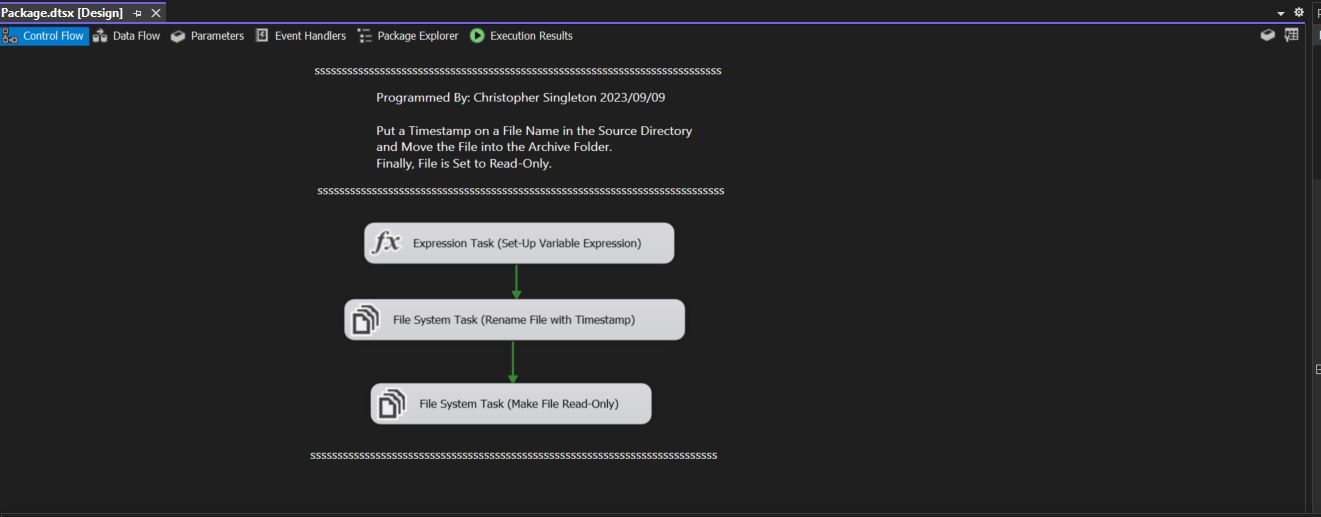 Package.dtsx [Design]
Control Flow Data Flow Parameters Event Handlers Package Explorer Execution Results
ssssssssssssssssssssssssssssssssssssssssssssssssssssssssssssssssssssssssssssss
Programmed By: Christopher Singleton 2023/09/09
Put a Timestamp on a File Name in the Source Directory
and Move the File into the Archive Folder.
Finally, File is Set to Read-Only.
ssssssssssssssssssssssssssssssssssssssssssssssssssssssssssssssssssssssssssssss
fx Expression Task (Set-Up Variable Expression)
File System Task (Rename File with Timestamp)
File System Task (Make File Read-Only)
ssssssssssssssssssssssssssssssssssssssssssssssssssssssssssssssssssssssssssssss